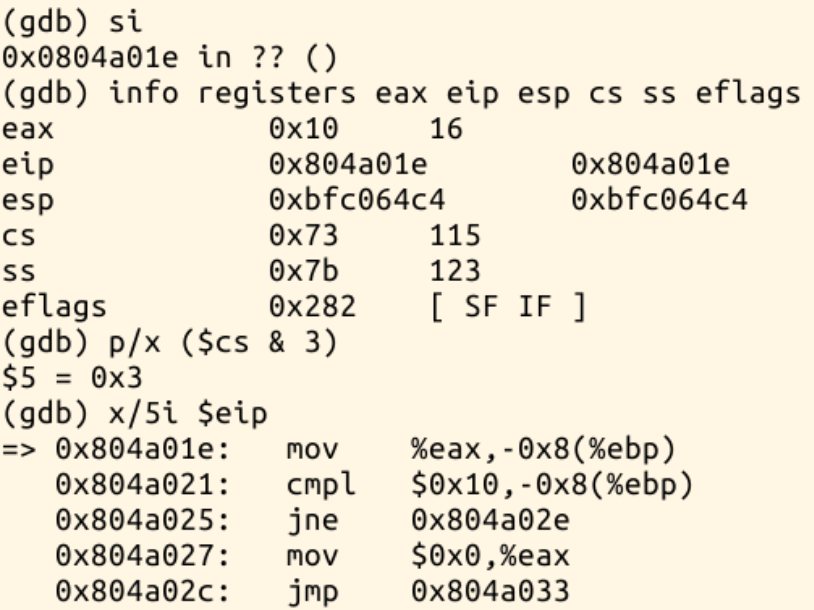 (gdb) si
0x0804a01e in ?? ()
(gdb) info registers eax eip esp cs ss eflags
eax            0x10     16
eip            0x804a01e        0x804a01e
esp            0xbfc064c4       0xbfc064c4
cs             0x73     115
ss             0x7b     123
eflags         0x282    [ SF IF ]
(gdb) p/x ($cs & 3)
$5 = 0x3
(gdb) x/5i $eip
=> 0x804a01e:   mov    %eax,-0x8(%ebp)
   0x804a021:   cmpl   $0x10,-0x8(%ebp)
   0x804a025:   jne    0x804a02e
   0x804a027:   mov    $0x0,%eax
   0x804a02c:   jmp    0x804a033